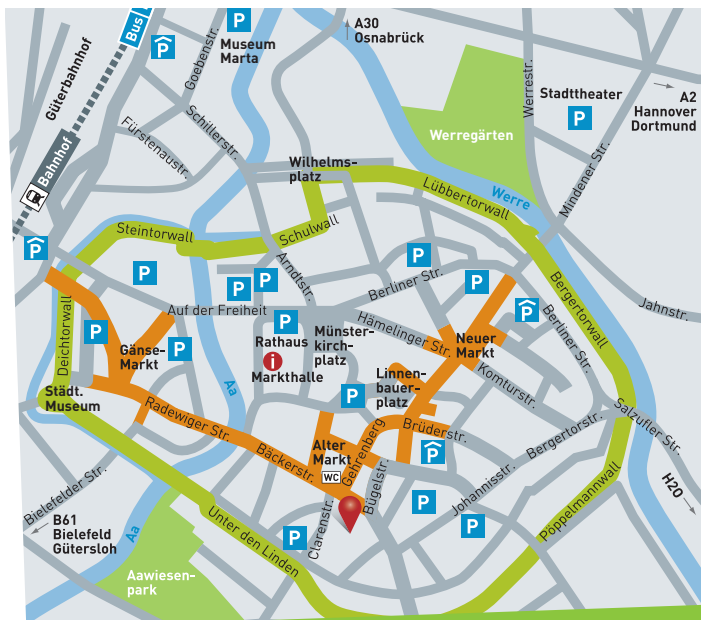 Bus
P
P
P
A30
Osnabrück
Museum
Marta
Goebenstr.
Güterbahnhof
Bahnhof
Stadttheater
P
A2
Hannover
Dortmund
Werrestr.
Werregärten
Fürstenaustr.
Schillerstr.
Wilhelms-
platz
Lübbertorwall
Werre
Mindener Str.
Steintorwall
Schulwall
P
P
P
P
P
P
P
Arndtstr.
Berliner Str.
Bergertorwall
Jahnstr.
Auf der Freiheit
Deichtorwall
P
P
P
P
Hämelinger Str.
Berliner Str.
Rathaus
i
Markthalle
Münster-
kirch-
platz
Neuer
Markt
Gänse-
Markt
Aa
Linnen-
bauer-
platz
Komturstr.
Städt.
Museum
P
Radewiger Str.
Brüderstr.
Salzufler Str.
Bäckerstr.
Alter
Markt
WC
Gehrenberg
P
Bergertorstr.
Bielefelder Str.
Bügelstr.
Johannisstr.
H20
P
P
Pöppelmannwall
B61
Bielefeld
Gütersloh
Aa
Unter den Linden
P
Clarenstr.
Aawiesen-
park